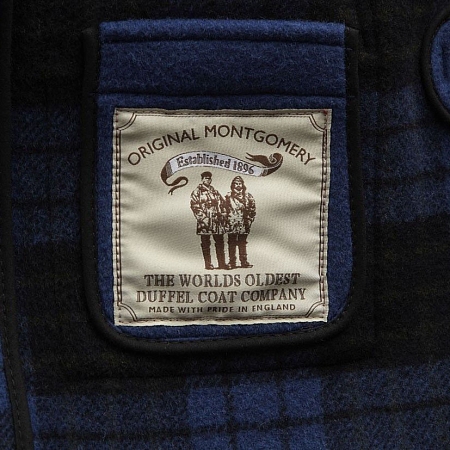 ORIGINAL MONTGOMERY
Established 1896
THE WORLDS OLDEST
DUFFEL COAT COMPANY
MADE WITH PRIDE IN ENGLAND